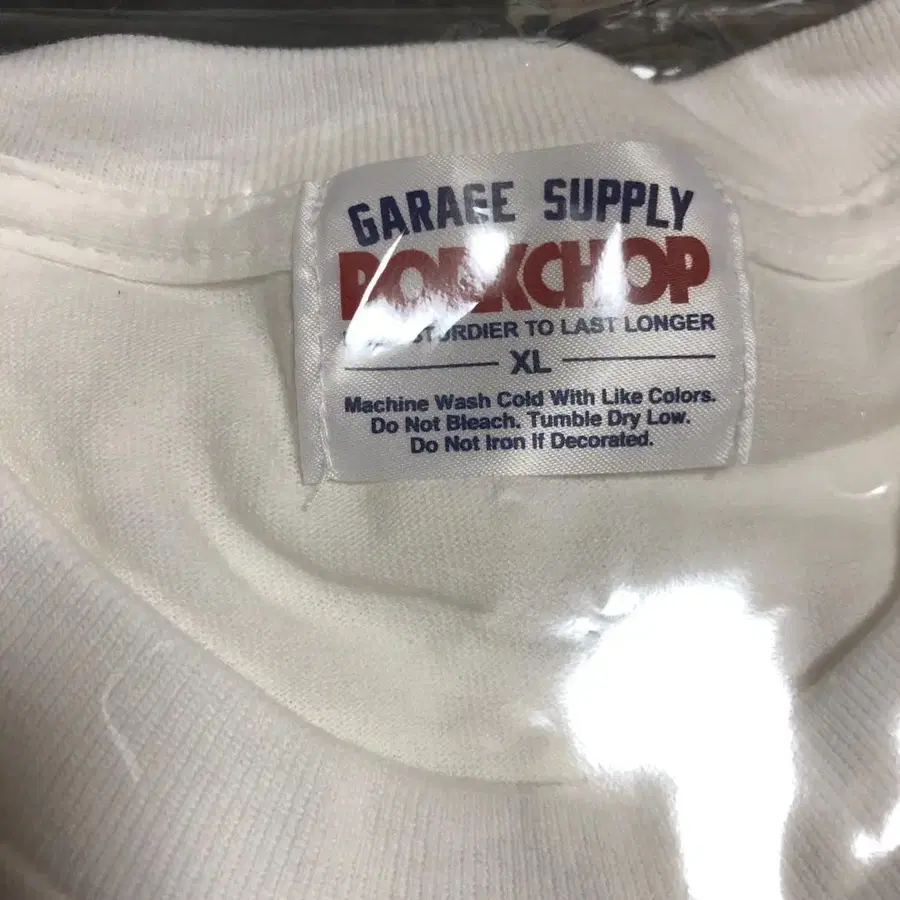 GARAGE SUPPLY
PORKCHOP
STURDIER TO LAST LONGER
XL
Machine Wash Cold With Like Colors.
Do Not Bleach. Tumble Dry Low.
Do Not Iron If Decorated.